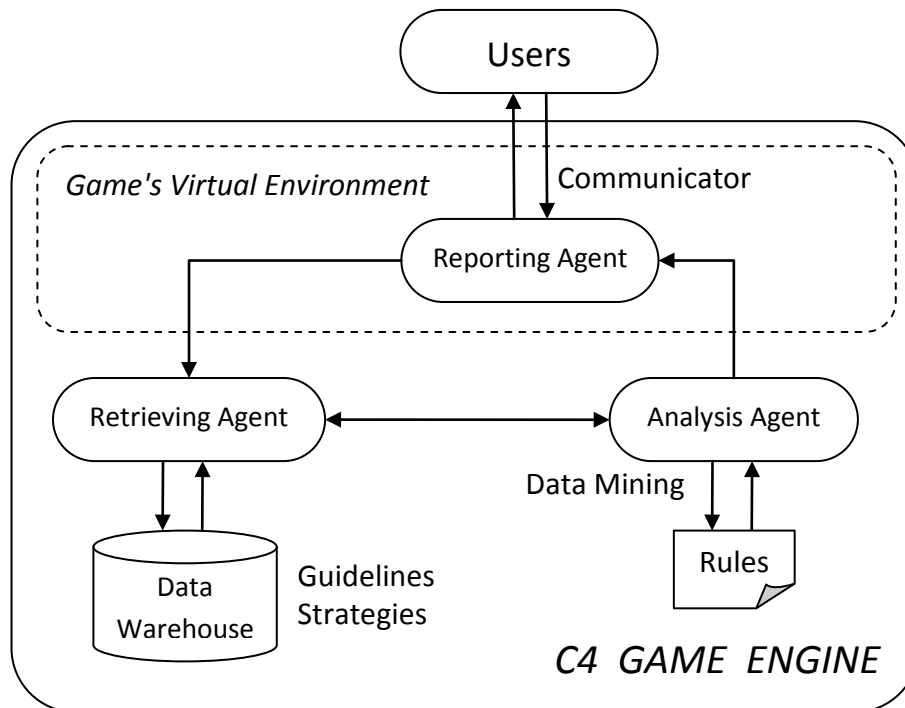 Users
Game's Virtual Environment
Communicator
Reporting Agent
Retrieving Agent
Analysis Agent
Data Mining
Data
Warehouse
Guidelines
Strategies
Rules
C4 GAME ENGINE